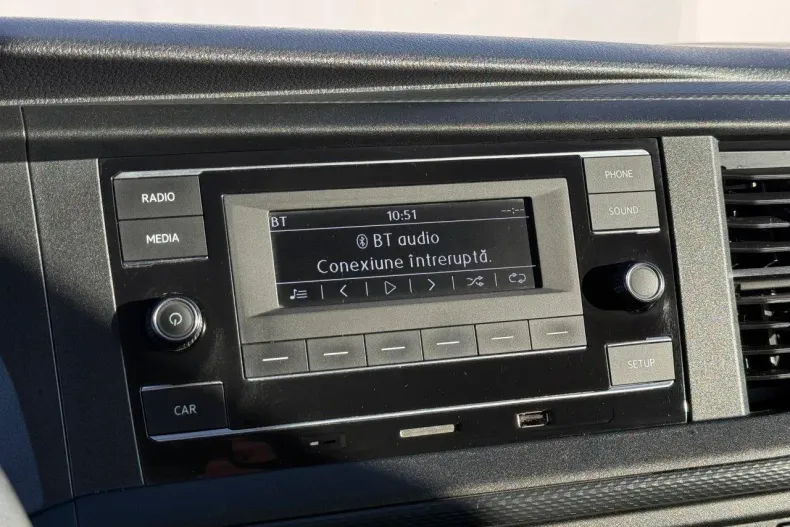 RADIO
MEDIA
CAR
BT 10:51 --:--
BT audio
Conexiune întreruptă.
PHONE
SOUND
SETUP